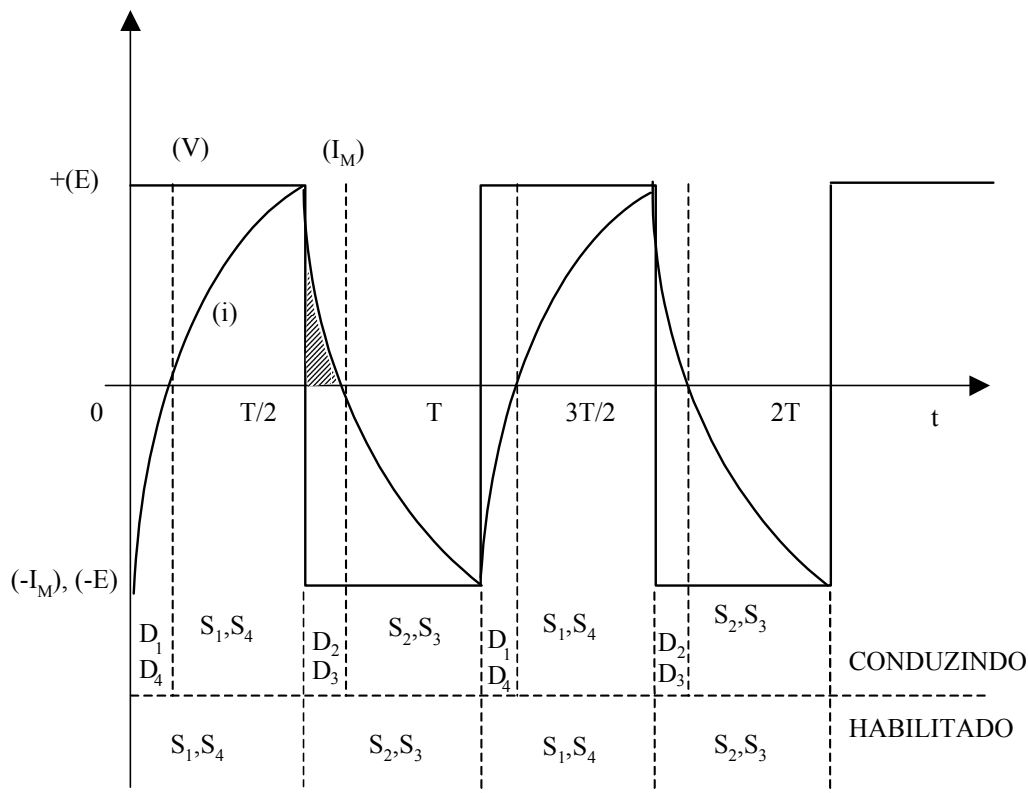 (V) (I_M)
+(E)
(i)
0 T/2 T 3T/2 2T t
(-I_M), (-E)
S_1,S_4 S_2,S_3 S_1,S_4 S_2,S_3
D_1 D_2 D_1 D_2
D_4 D_3 D_4 D_3
CONDUZINDO
HABILITADO
S_1,S_4 S_2,S_3 S_1,S_4 S_2,S_3